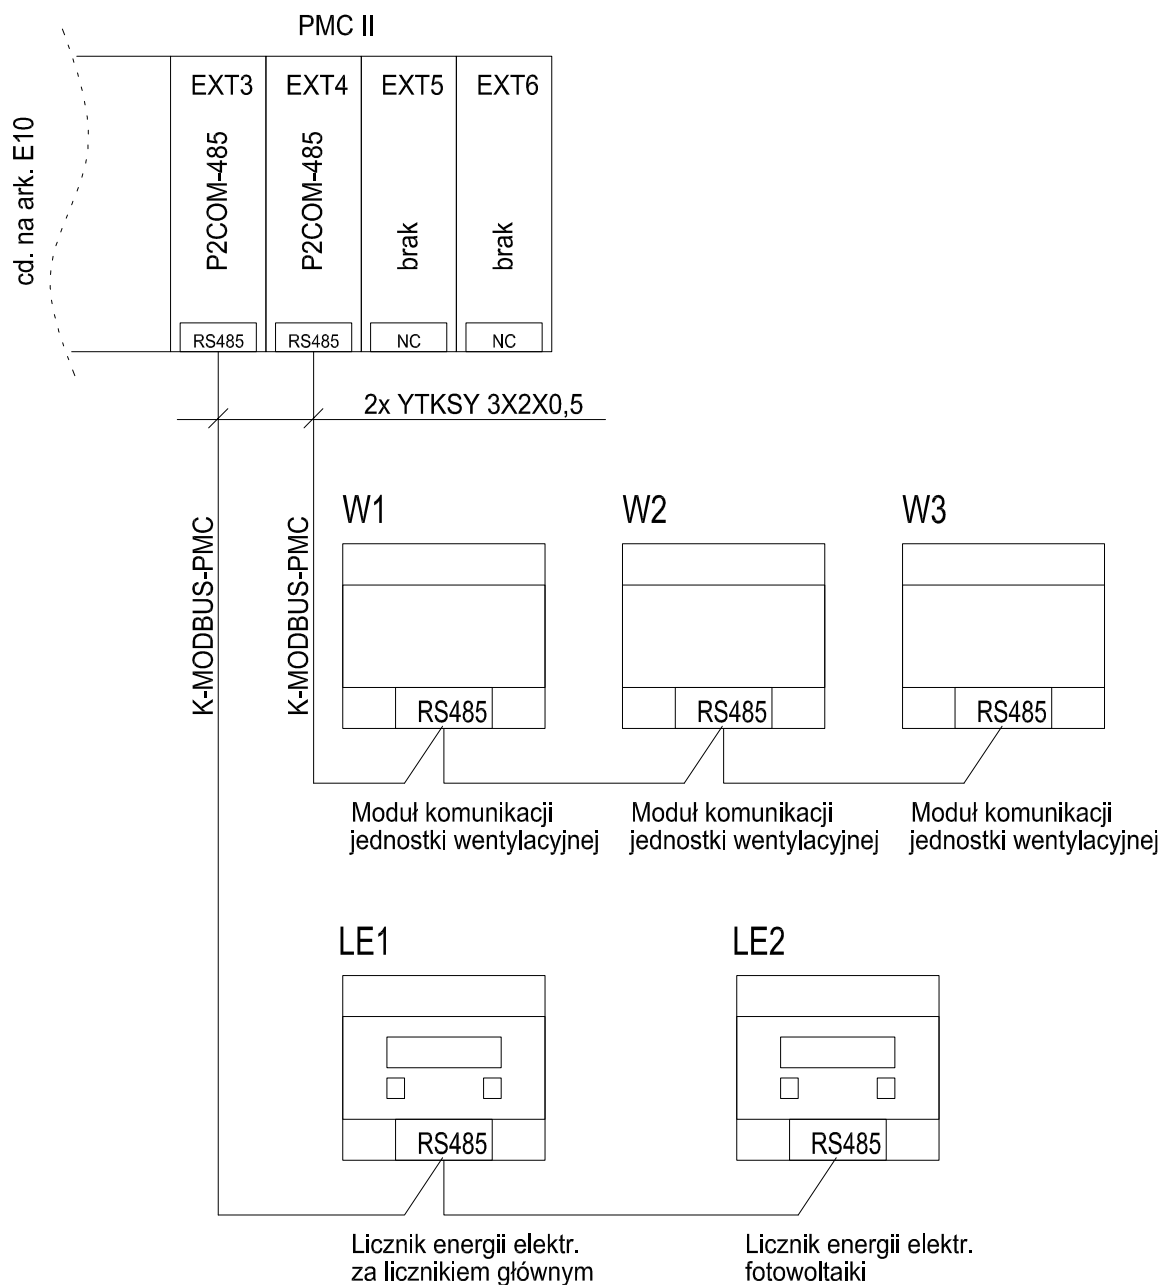 PMC II
cd. na ark. E10
EXT3
EXT4
EXT5
EXT6
P2COM-485
P2COM-485
brak
brak
RS485
RS485
NC
NC
2x YTKSY 3X2X0,5
K-MODBUS-PMC
K-MODBUS-PMC
W1
W2
W3
RS485
RS485
RS485
Moduł komunikacji
jednostki wentylacyjnej
Moduł komunikacji
jednostki wentylacyjnej
Moduł komunikacji
jednostki wentylacyjnej
LE1
LE2
RS485
RS485
Licznik energii elektr.
za licznikiem głównym
Licznik energii elektr.
fotowoltaiki